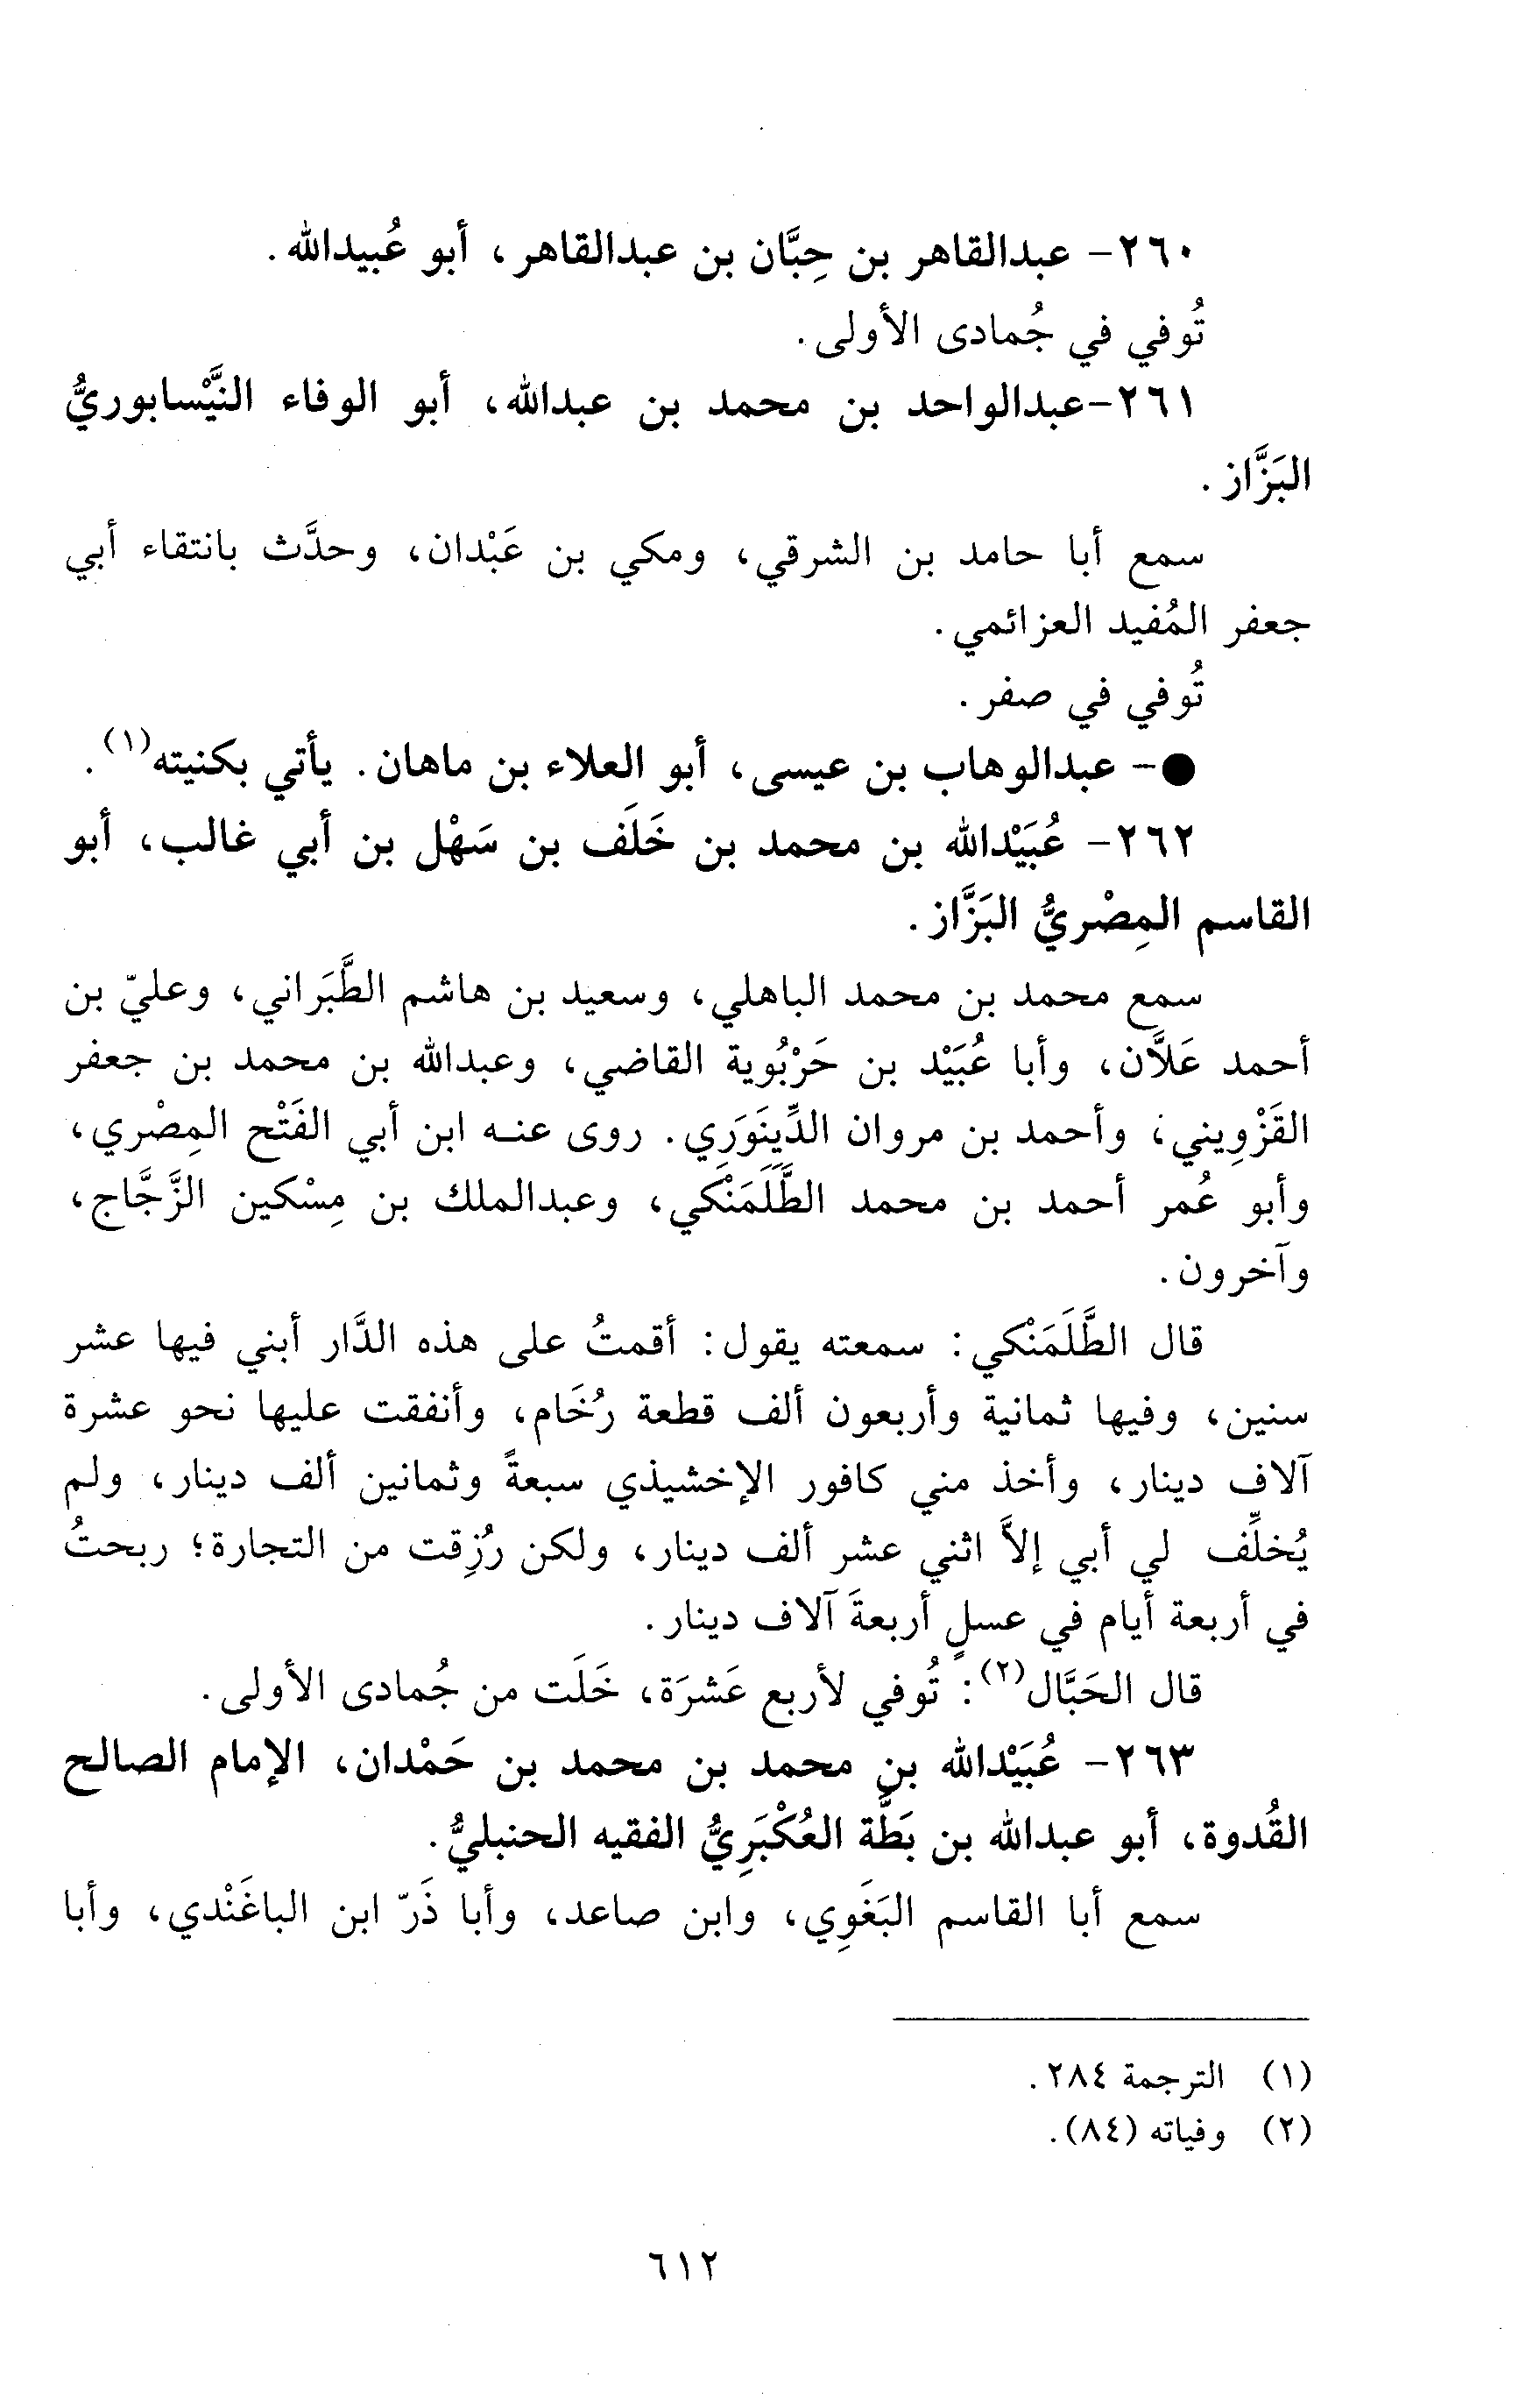 ٢٦٠- عبدالقاهر بن حِبَّان بن عبدالقاهر، أبو عُبيدالله.
تُوفي في جُمادى الأولى.
٢٦١-عبدالواحد بن محمد بن عبدالله، أبو الوفاء النَّيْسابوريُّ
البَزَّاز.
سمع أبا حامد بن الشرقي، ومكي بن عَبْدان، وحدَّث بانتقاء أبي
جعفر المُفيد العزائمي.
تُوفي في صفر.
●- عبدالوهاب بن عيسى، أبو العلاء بن ماهان. يأتي بكنيته(١).
٢٦٢- عُبَيْدالله بن محمد بن خَلَف بن سَهْل بن أبي غالب، أبو
القاسم المِصْريُّ البَزَّاز.
سمع محمد بن محمد الباهلي، وسعيد بن هاشم الطَّبَراني، وعليّ بن
أحمد عَلَّان، وأبا عُبَيْد بن حَرْبُوية القاضي، وعبدالله بن محمد بن جعفر
القَزْوِيني، وأحمد بن مروان الدِّينَوَرِي. روى عنه ابن أبي الفَتْح المِصْري،
وأبو عُمر أحمد بن محمد الطَّلَمَنْكي، وعبدالملك بن مِسْكين الزَّجَّاج،
وآخرون.
قال الطَّلَمَنْكي: سمعته يقول: أقمتُ على هذه الدَّار أبني فيها عشر
سنين، وفيها ثمانية وأربعون ألف قطعة رُخَام، وأنفقت عليها نحو عشرة
آلاف دينار، وأخذ مني كافور الإخشيذي سبعةً وثمانين ألف دينار، ولم
يُخلِّف لي أبي إلاَّ اثني عشر ألف دينار، ولكن رُزِقت من التجارة؛ ربحتُ
في أربعة أيام في عسلٍ أربعةَ آلاف دينار.
قال الحَبَّال(٢): تُوفي لأربع عَشرَة، خَلَت من جُمادى الأولى.
٢٦٣- عُبَيْدالله بن محمد بن محمد بن حَمْدان، الإمام الصالح
القُدوة، أبو عبدالله بن بَطَّة العُكْبَرِيُّ الفقيه الحنبليُّ.
سمع أبا القاسم البَغَوِي، وابن صاعد، وأبا ذَرّ ابن الباغَنْدي، وأبا
(١) الترجمة ٢٨٤.
(٢) وفياته (٨٤).
٦١٢